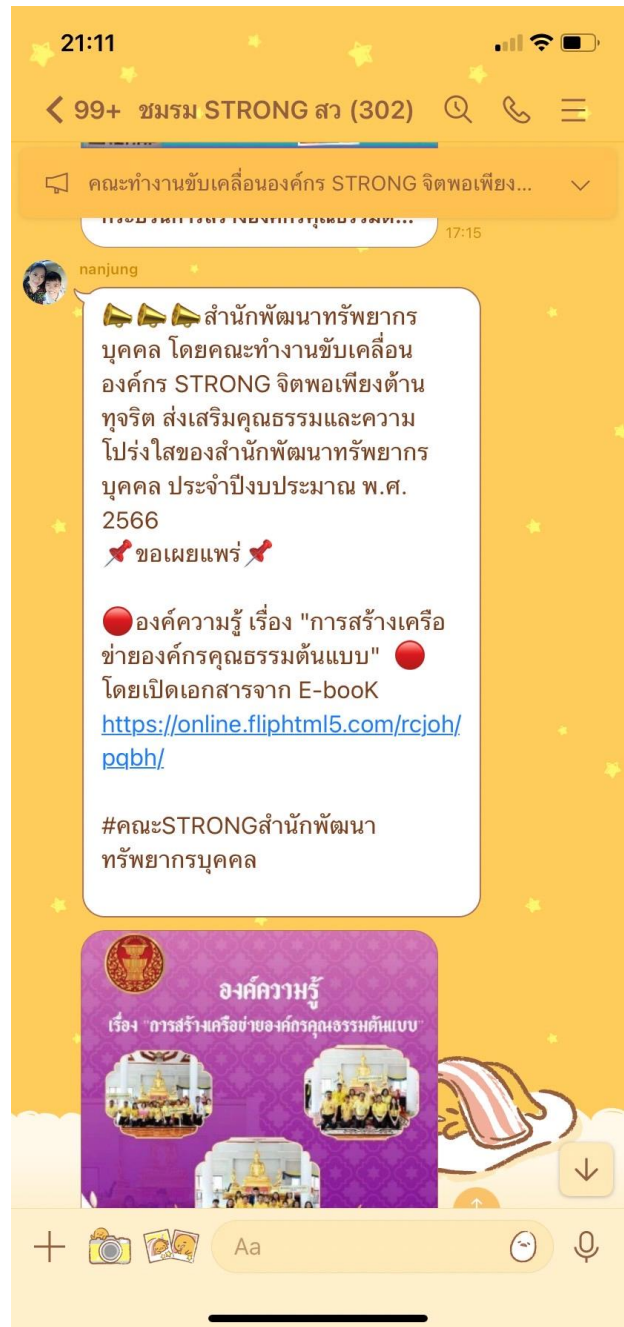 21:11
99+ ชมรม STRONG สว (302)
คณะทำงานขับเคลื่อนองค์กร STRONG จิตพอเพียง...
17:15
nanjung
สำนักพัฒนาทรัพยากร
บุคคล โดยคณะทำงานขับเคลื่อน
องค์กร STRONG จิตพอเพียงต้าน
ทุจริต ส่งเสริมคุณธรรมและความ
โปร่งใสของสำนักพัฒนาทรัพยากร
บุคคล ประจำปีงบประมาณ พ.ศ.
2566
ขอเผยแพร่
องค์ความรู้ เรื่อง "การสร้างเครือ
ข่ายองค์กรคุณธรรมต้นแบบ"
โดยเปิดเอกสารจาก E-booK
https://online.fliphtml5.com/rcjoh/
pqbh/
#คณะSTRONGสำนักพัฒนา
ทรัพยากรบุคคล
องค์ความรู้
เรื่อง "การสร้างเครือข่ายองค์กรคุณธรรมต้นแบบ"
Aa